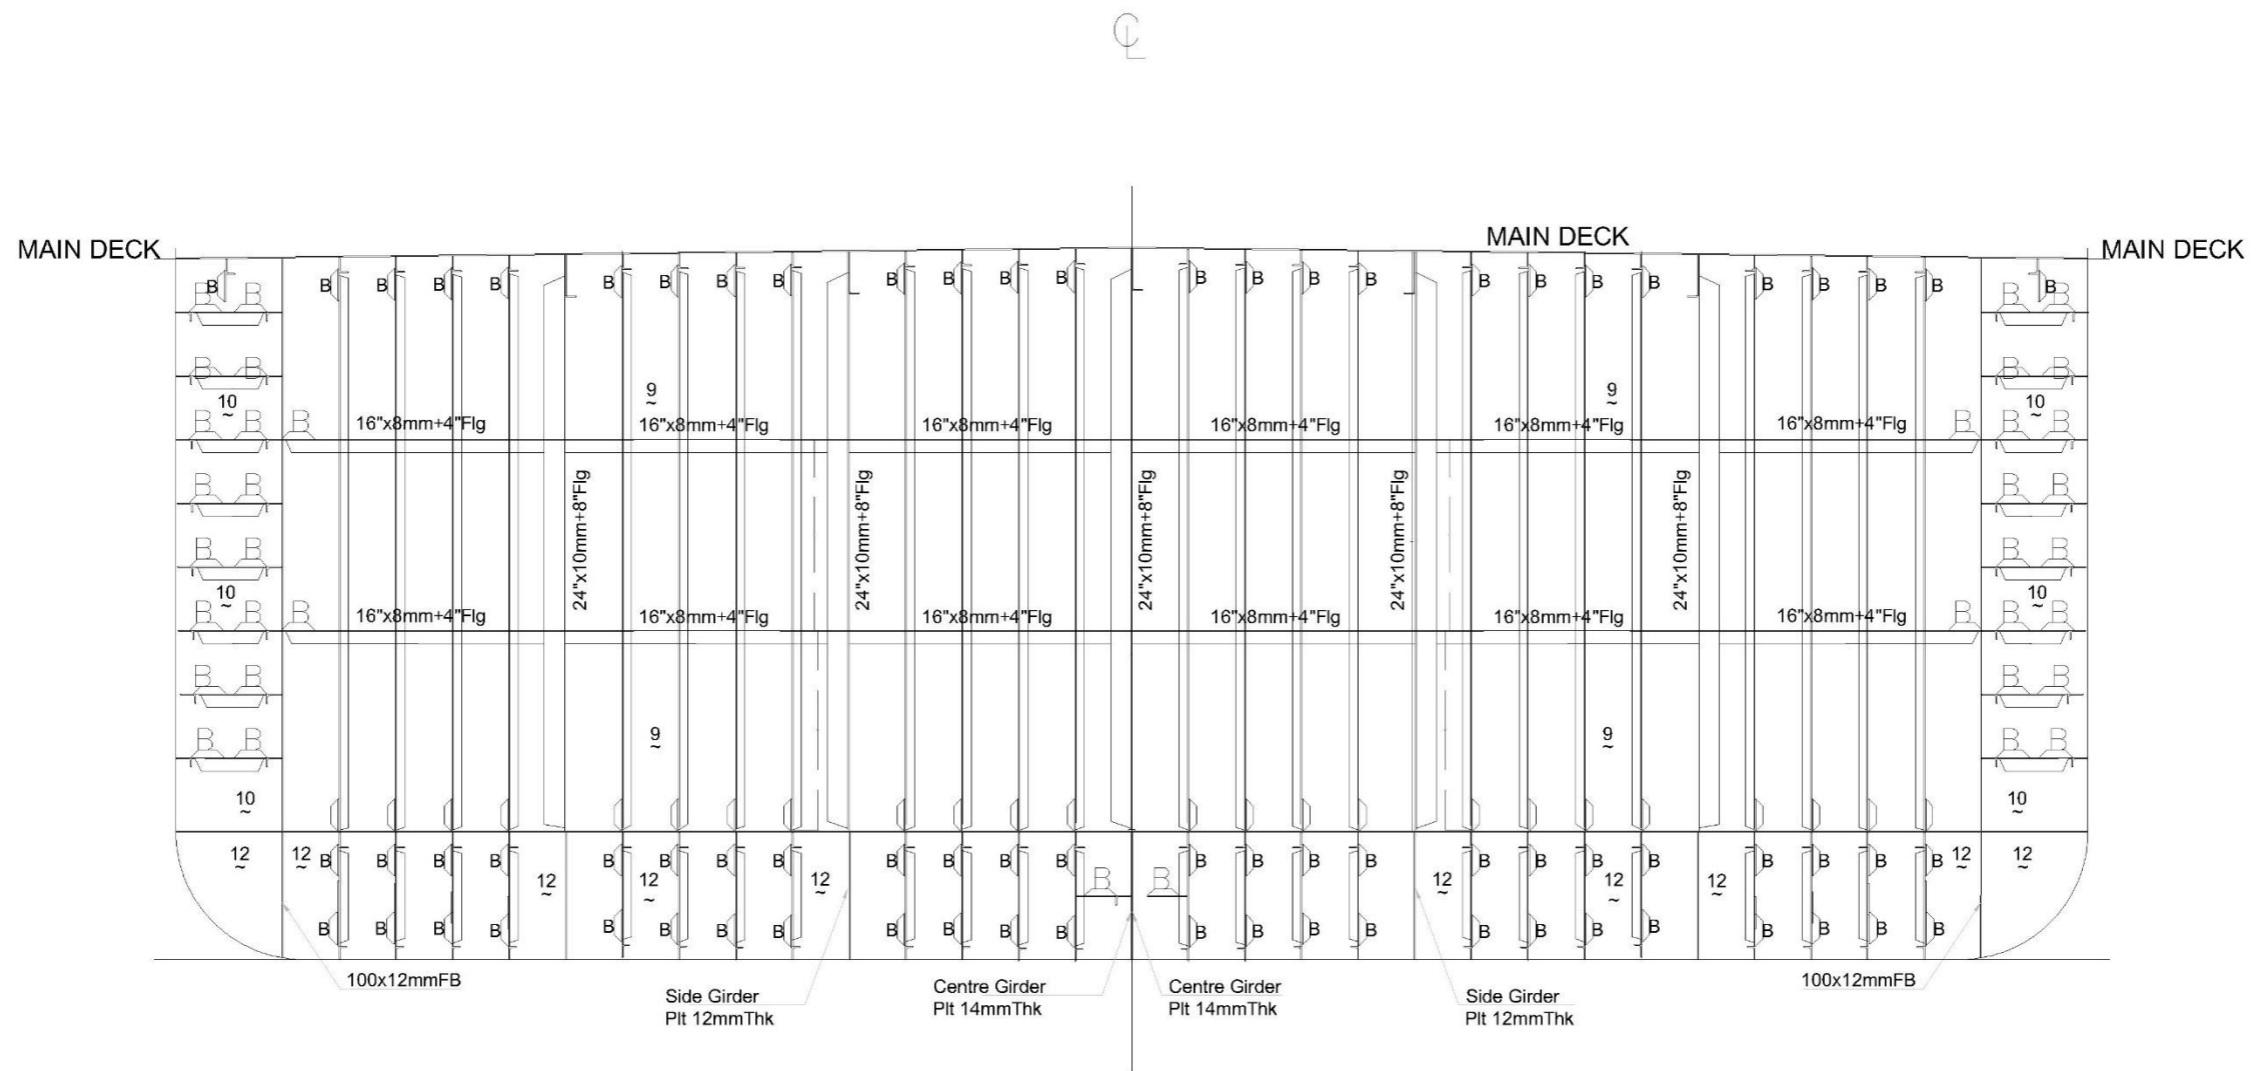 CL
MAIN DECK
MAIN DECK
MAIN DECK
B B B B B B B B B B B B B B B B B B B B B B B B B B
B B B B
B B B B
9 9
~ ~
10 10
~ ~
B B B 16"x8mm+4"Flg 16"x8mm+4"Flg 16"x8mm+4"Flg 16"x8mm+4"Flg 16"x8mm+4"Flg 16"x8mm+4"Flg B B B
B B B B
24"x10mm+8"Flg
24"x10mm+8"Flg
24"x10mm+8"Flg
24"x10mm+8"Flg
24"x10mm+8"Flg
B B B B
10 10
~ ~
B B B 16"x8mm+4"Flg 16"x8mm+4"Flg 16"x8mm+4"Flg 16"x8mm+4"Flg 16"x8mm+4"Flg 16"x8mm+4"Flg B B B
B B B B
9 9
~ ~
B B B B
10 10
~ ~
12 12 B B B B B B B B B B B B B B B B B B B B B B B B 12 12
~ ~ ~ ~
12 12 12 B B 12 12 12
~ ~ ~ ~ ~ ~
B B B B B B B B B B B B B B B B B B B B B B B B
100x12mmFB
100x12mmFB
Side Girder
Plt 12mmThk
Centre Girder
Plt 14mmThk
Centre Girder
Plt 14mmThk
Side Girder
Plt 12mmThk